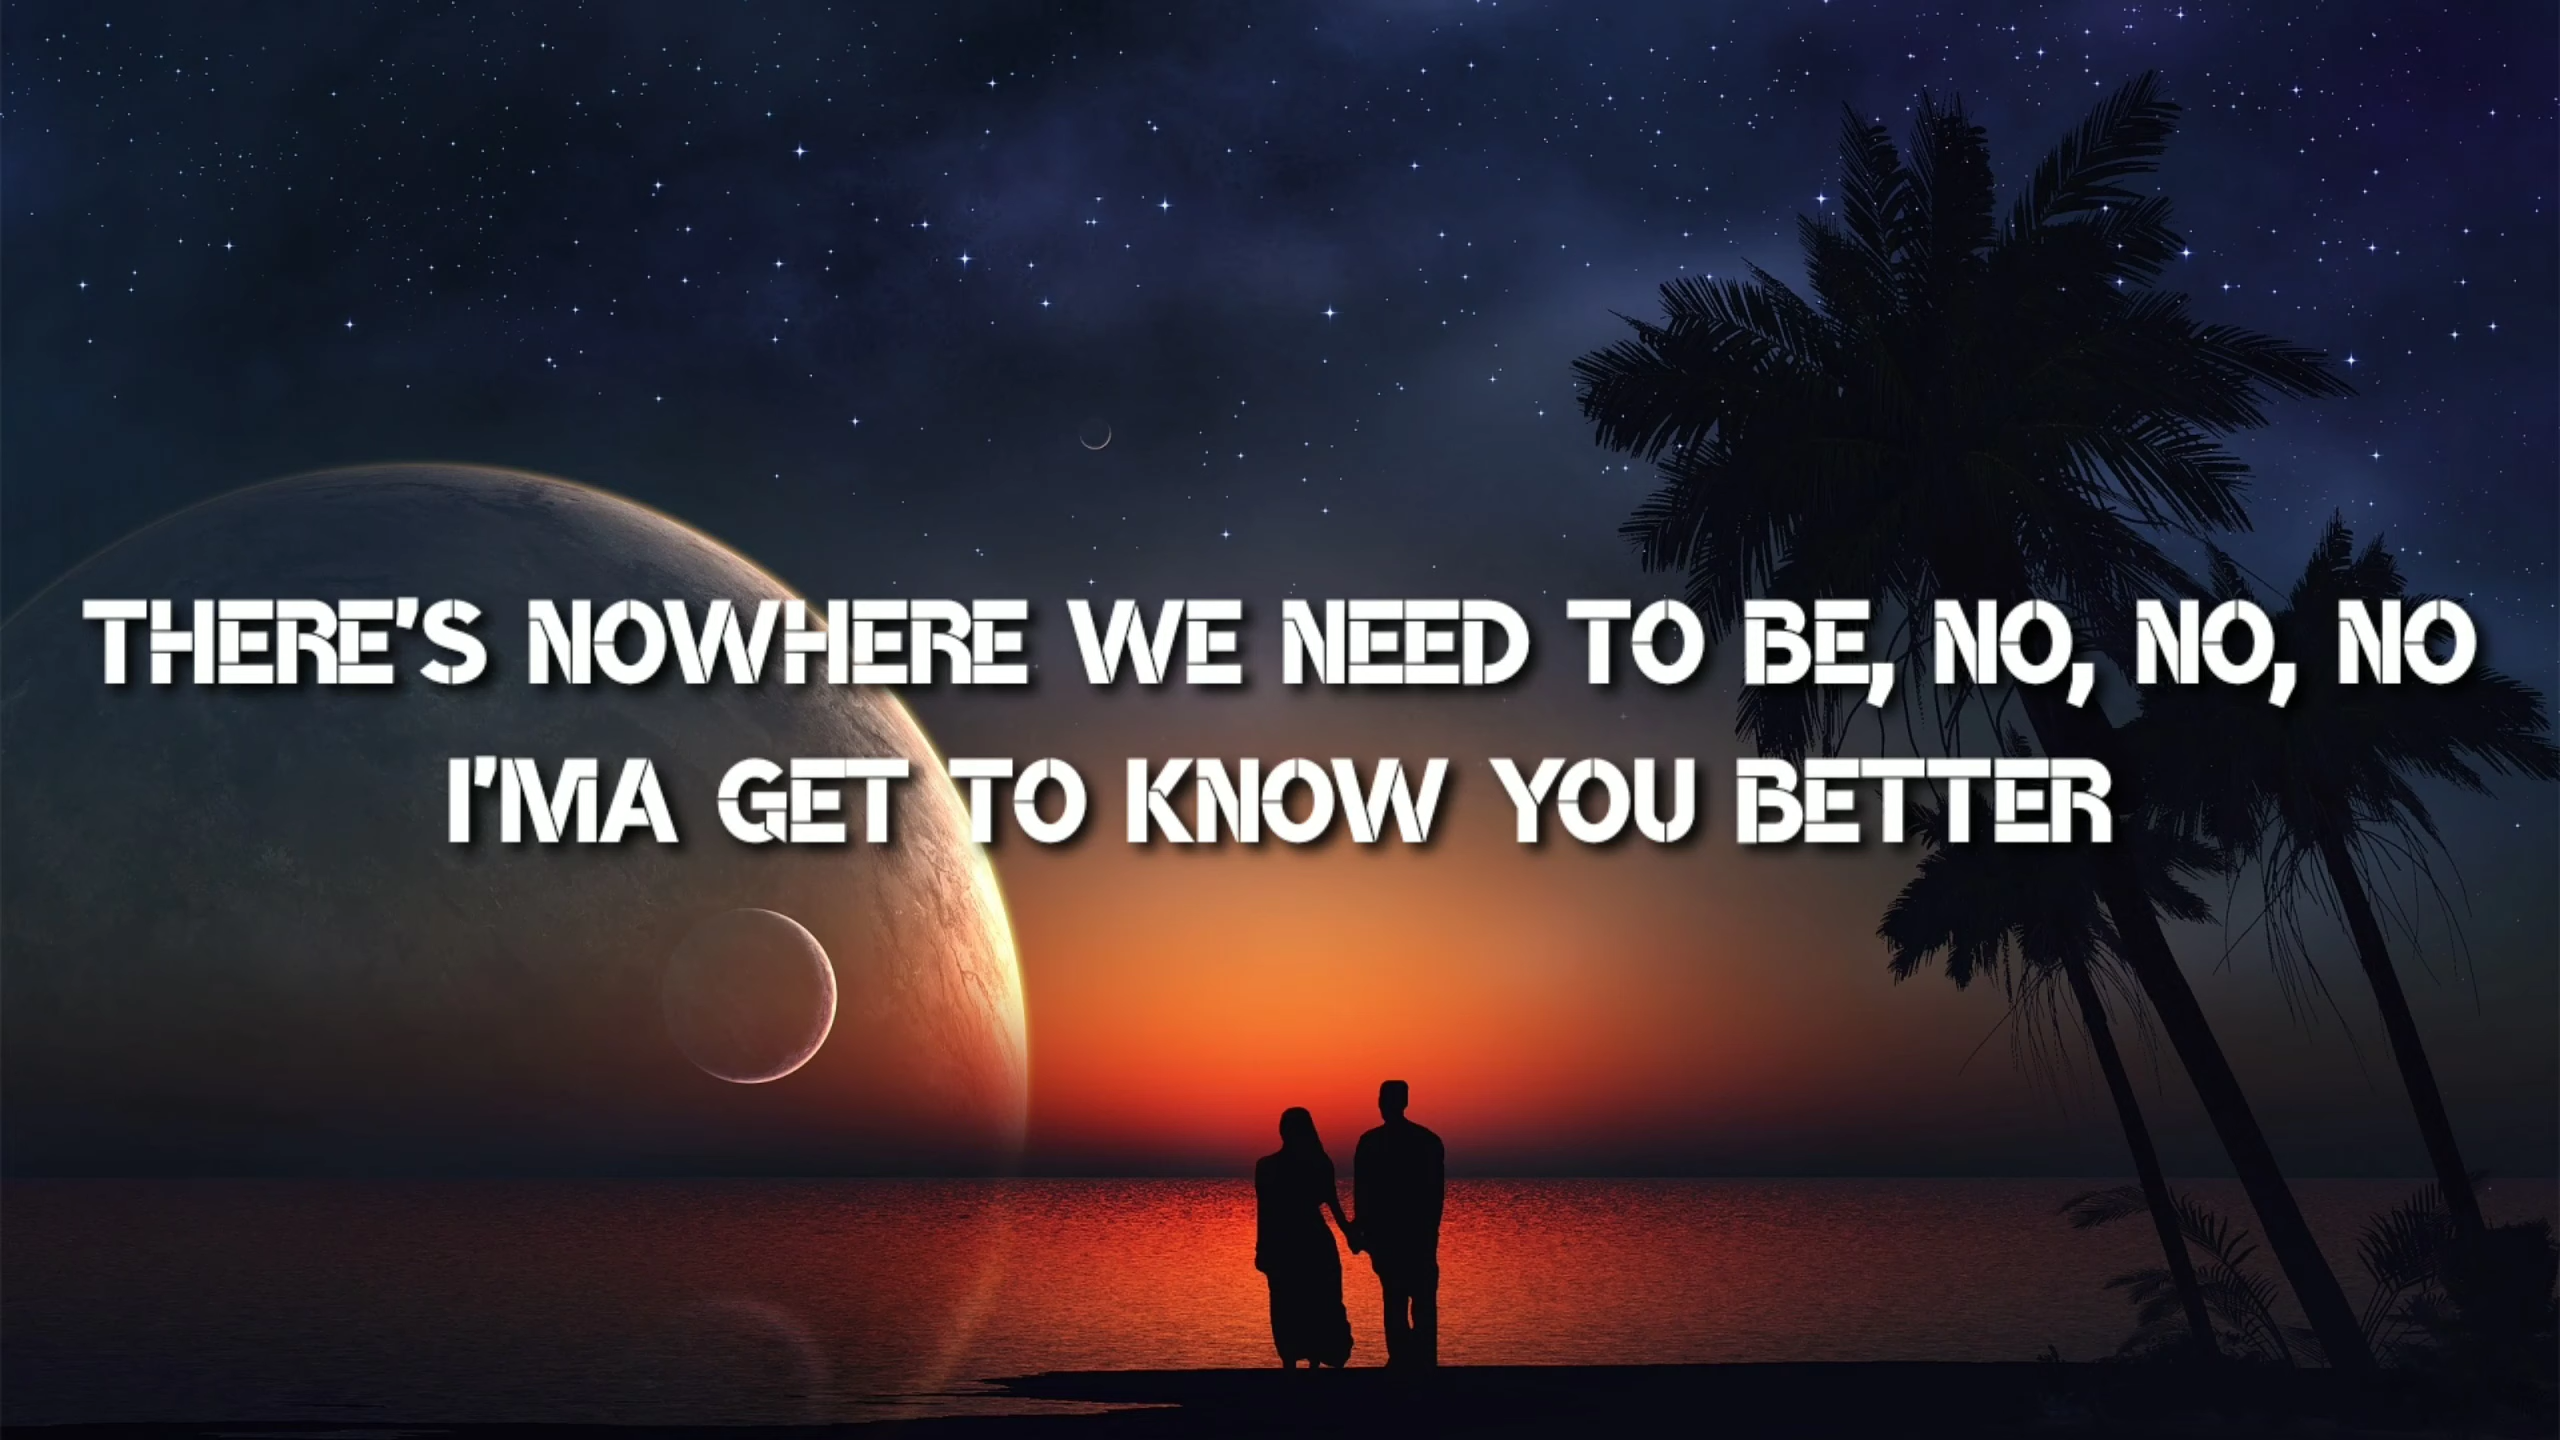 THERE'S NOWHERE WE NEED TO BE, NO, NO, NO
I'MA GET TO KNOW YOU BETTER